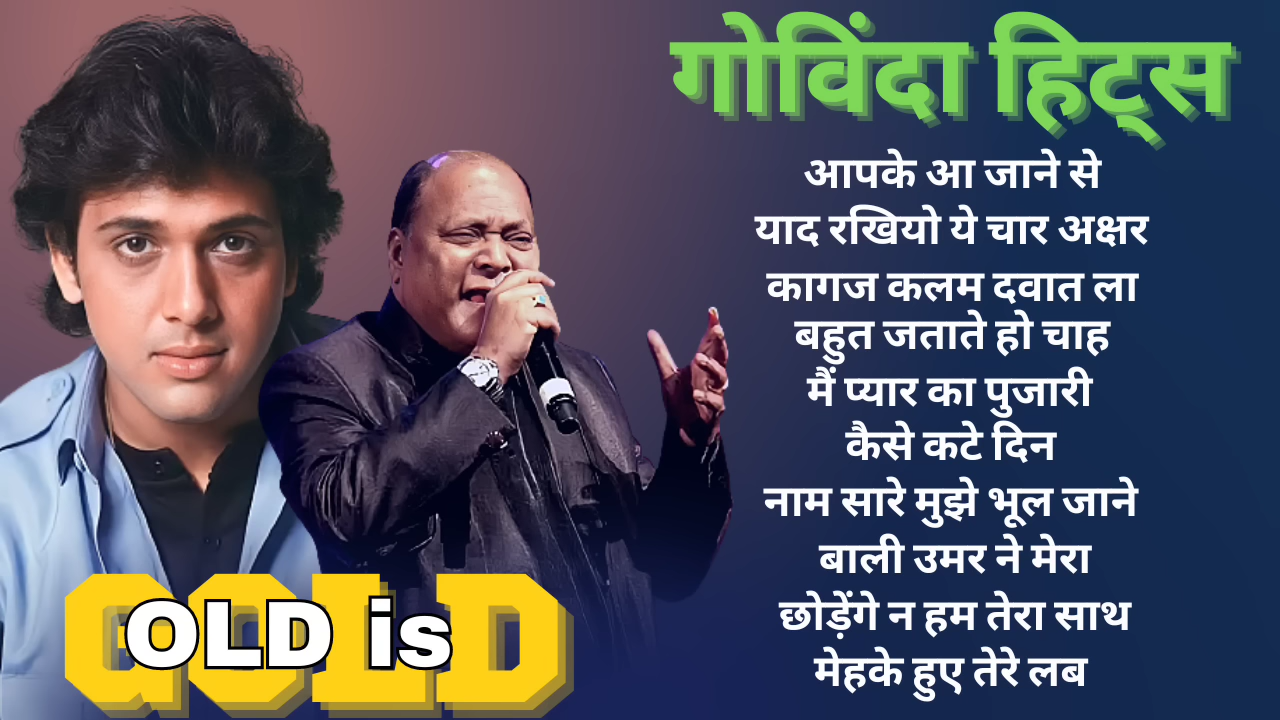 गोविंदा हिट्स
आपके आ जाने से
याद रखियो ये चार अक्षर
कागज कलम दवात ला
बहुत जताते हो चाह
मैं प्यार का पुजारी
कैसे कटे दिन
नाम सारे मुझे भूल जाने
बाली उमर ने मेरा
छोड़ेंगे न हम तेरा साथ
मेहके हुए तेरे लब
OLD is
GOLD